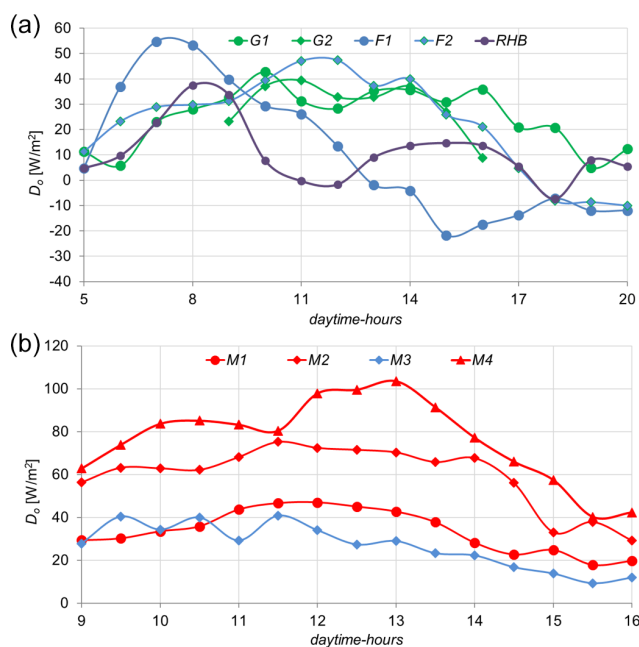 (a)
G1 G2 F1 F2 RHB
Dₒ [W/m²]
60
50
40
30
20
10
0
-10
-20
-30
-40
5 8 11 14 17 20
daytime-hours
(b)
M1 M2 M3 M4
Dₒ [W/m²]
120
100
80
60
40
20
0
9 10 11 12 13 14 15 16
daytime-hours